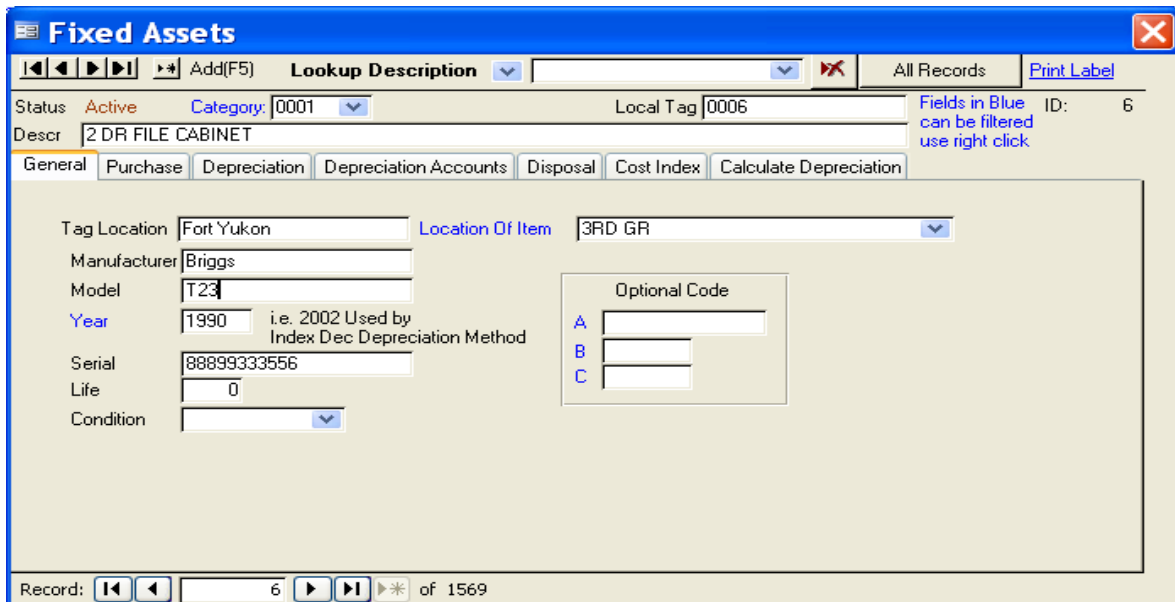 Fixed Assets
Add(F5) Lookup Description All Records Print Label
Status Active Category: 0001 Local Tag 0006 Fields in Blue ID: 6
can be filtered
Descr 2 DR FILE CABINET use right click
General Purchase Depreciation Depreciation Accounts Disposal Cost Index Calculate Depreciation
Tag Location Fort Yukon Location Of Item 3RD GR
Manufacturer Briggs
Model T23 Optional Code
Year 1990 i.e. 2002 Used by A
Index Dec Depreciation Method
B
Serial 88899333556
C
Life 0
Condition
Record: 6 of 1569